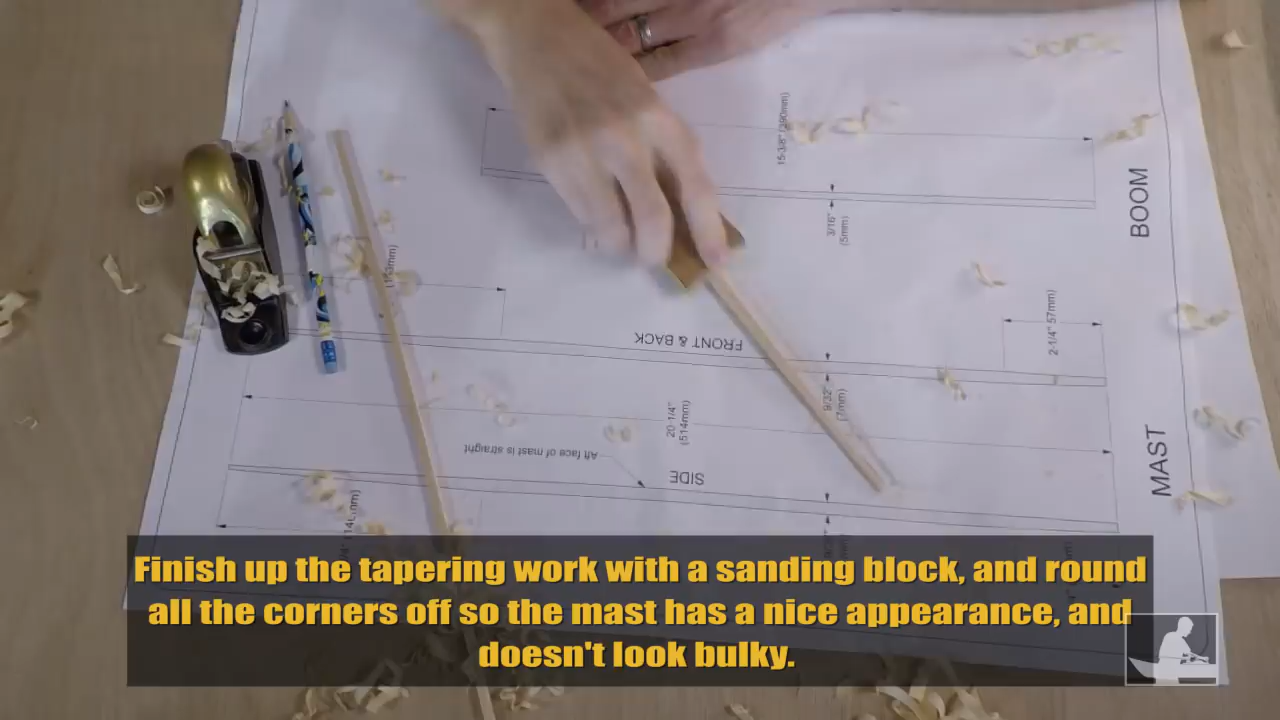 15-3/8" (390mm)
BOOM
3/16"
(5mm)
FRONT & BACK
2-1/4" 57mm)
9/32"
(7mm)
20 1/4"
(514mm)
Aft face of mast is straight
SIDE
MAST
Finish up the tapering work with a sanding block, and round
all the corners off so the mast has a nice appearance, and
doesn't look bulky.